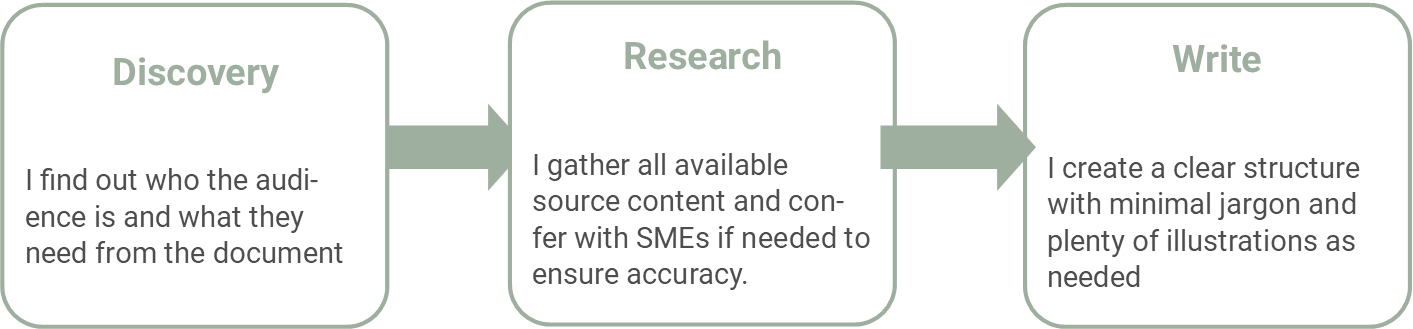 Discovery
I find out who the audi-
ence is and what they
need from the document
Research
I gather all available
source content and con-
fer with SMEs if needed to
ensure accuracy.
Write
I create a clear structure
with minimal jargon and
plenty of illustrations as
needed